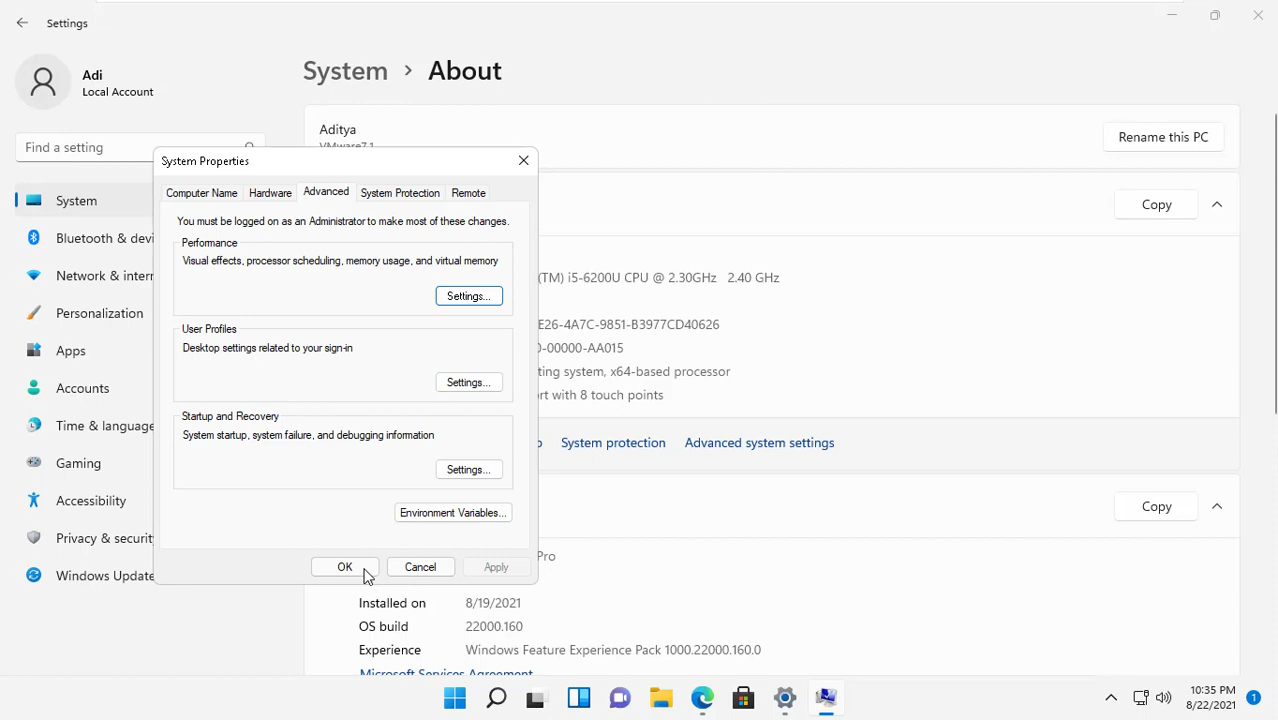 Settings
Adi
Local Account
Find a setting
System
Bluetooth & devi
Network & inter
Personalization
Apps
Accounts
Time & language
Gaming
Accessibility
Privacy & securit
Windows Update
System > About
Aditya
VMware7,1
Rename this PC
Copy
(TM) i5-6200U CPU @ 2.30GHz 2.40 GHz
E26-4A7C-9851-B3977CD40626
0-00000-AA015
ting system, x64-based processor
rt with 8 touch points
System protection
Advanced system settings
Copy
Pro
Installed on 8/19/2021
OS build 22000.160
Experience Windows Feature Experience Pack 1000.22000.160.0
Microsoft Services Agreement
System Properties
Computer Name
Hardware
Advanced
System Protection
Remote
You must be logged on as an Administrator to make most of these changes.
Performance
Visual effects, processor scheduling, memory usage, and virtual memory
Settings...
User Profiles
Desktop settings related to your sign-in
Settings...
Startup and Recovery
System startup, system failure, and debugging information
Settings...
Environment Variables...
OK
Cancel
Apply
10:35 PM
8/22/2021
1